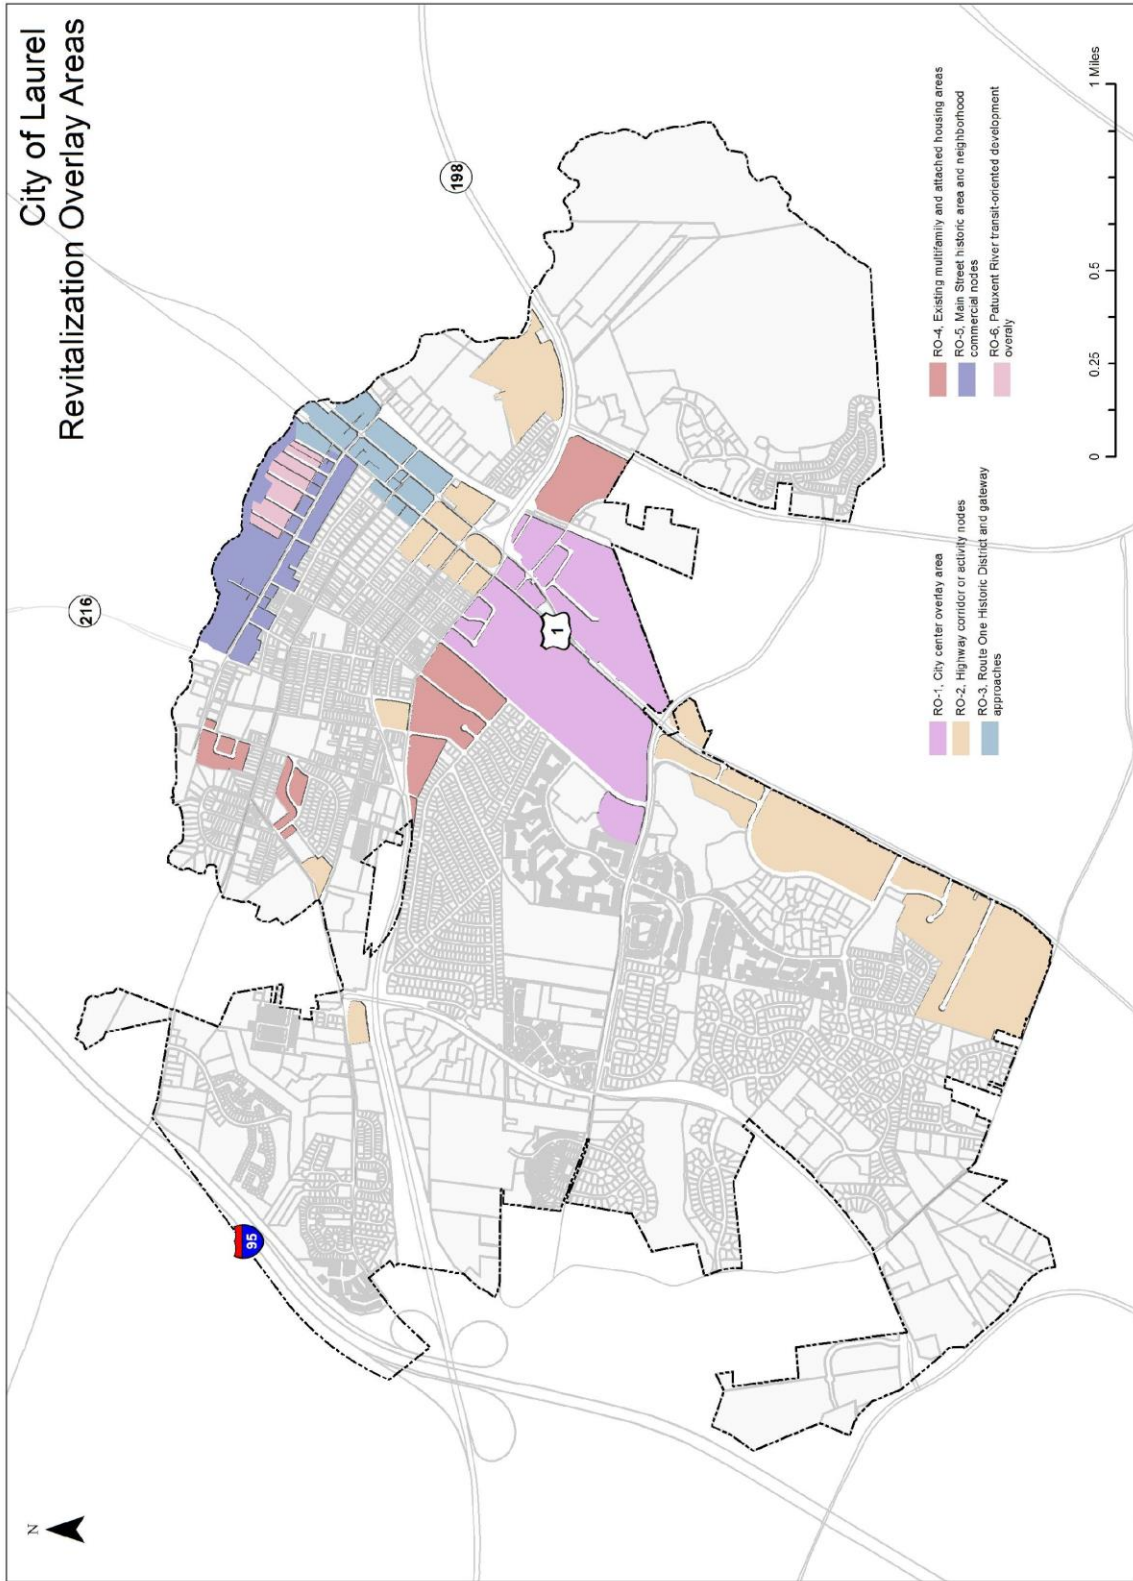 City of Laurel
Revitalization Overlay Areas
N
95
216
198
1
RO-1, City center overlay area
RO-2, Highway corridor or activity nodes
RO-3, Route One Historic District and gateway
approaches
RO-4, Existing multifamily and attached housing areas
RO-5, Main Street historic area and neighborhood
commercial nodes
RO-6, Patuxent River transit-oriented development
overaly
0
0.25
0.5
1 Miles